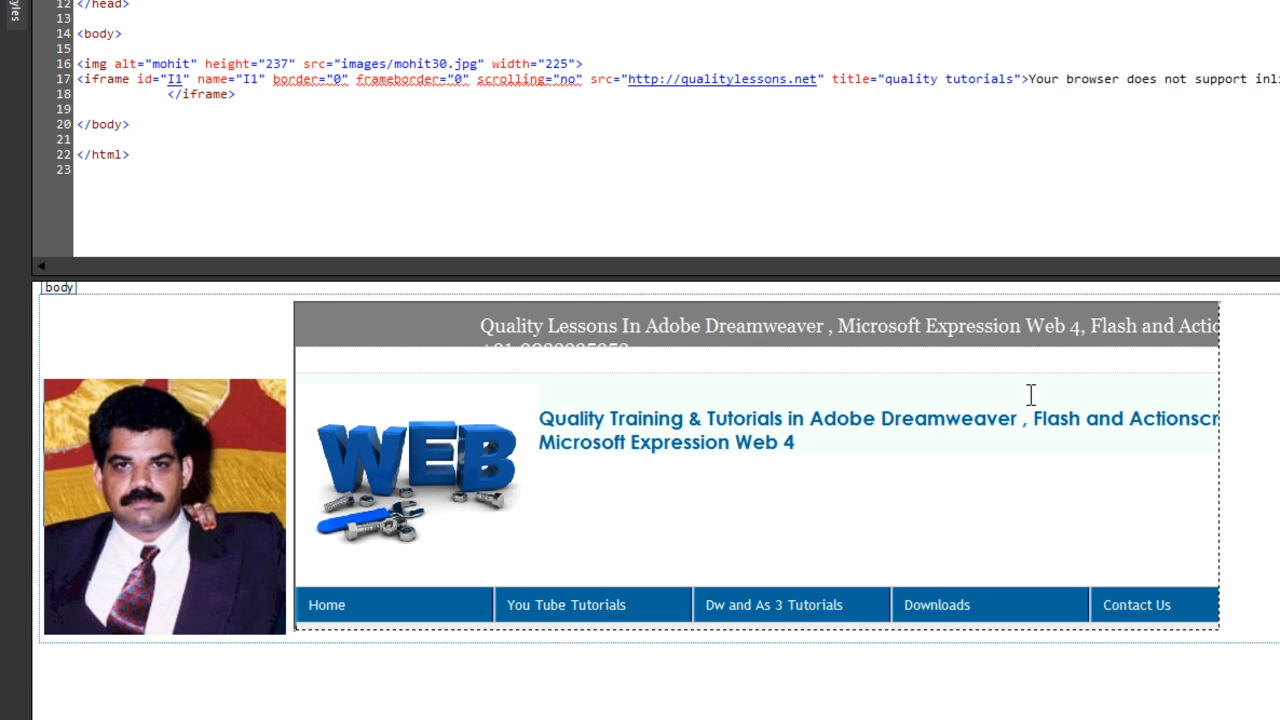 yles
12 </head>
13
14 <body>
15
16 <img alt="mohit" height="237" src="images/mohit30.jpg" width="225">
17 <iframe id="I1" name="I1" border="0" frameborder="0" scrolling="no" src="http://qualitylessons.net" title="quality tutorials">Your browser does not support inli
18 </iframe>
19
20 </body>
21
22 </html>
23
body
Quality Lessons In Adobe Dreamweaver , Microsoft Expression Web 4, Flash and Actio
WEB
Quality Training & Tutorials in Adobe Dreamweaver , Flash and Actionscr
Microsoft Expression Web 4
Home You Tube Tutorials Dw and As 3 Tutorials Downloads Contact Us